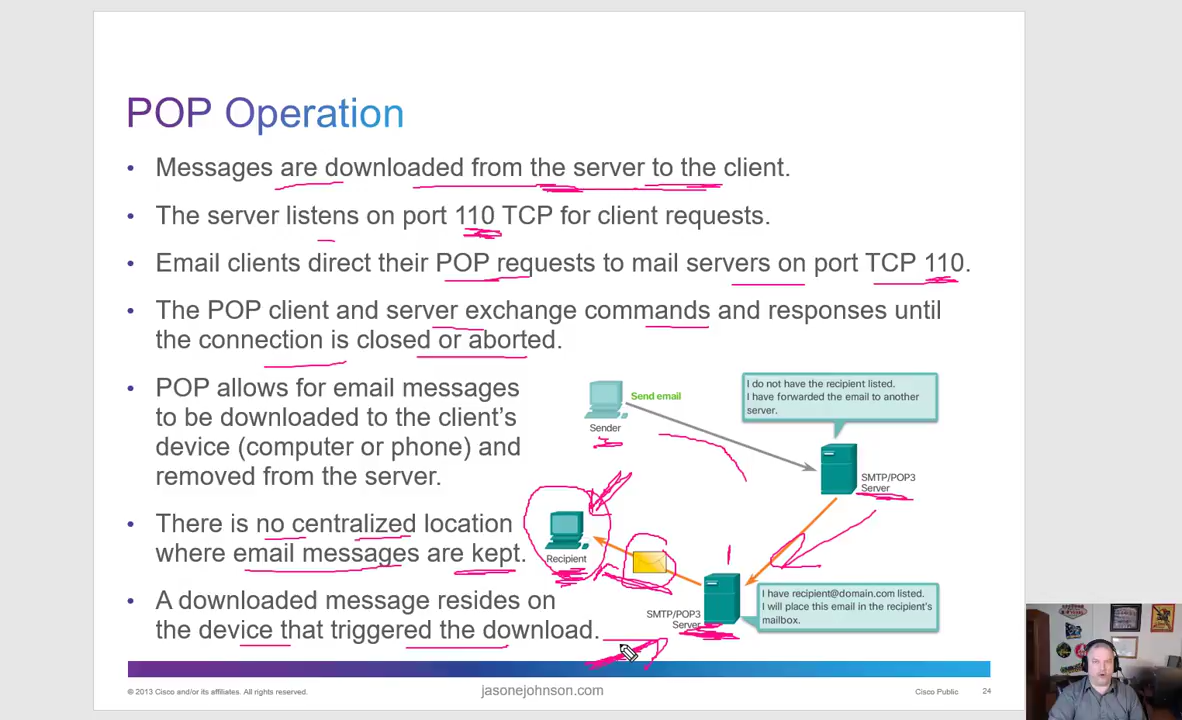 POP Operation
• Messages are downloaded from the server to the client.
• The server listens on port 110 TCP for client requests.
• Email clients direct their POP requests to mail servers on port TCP 110.
• The POP client and server exchange commands and responses until
the connection is closed or aborted.
• POP allows for email messages
to be downloaded to the client's
device (computer or phone) and
removed from the server.
• There is no centralized location
where email messages are kept.
• A downloaded message resides on
the device that triggered the download.
Send email
Sender
I do not have the recipient listed.
I have forwarded the email to another
server.
SMTP/POP3
Server
Recipient
SMTP/POP3
Server
I have recipient@domain.com listed.
I will place this email in the recipient's
mailbox.
© 2013 Cisco and/or its affiliates. All rights reserved.
jasonejohnson.com
Cisco Public
24